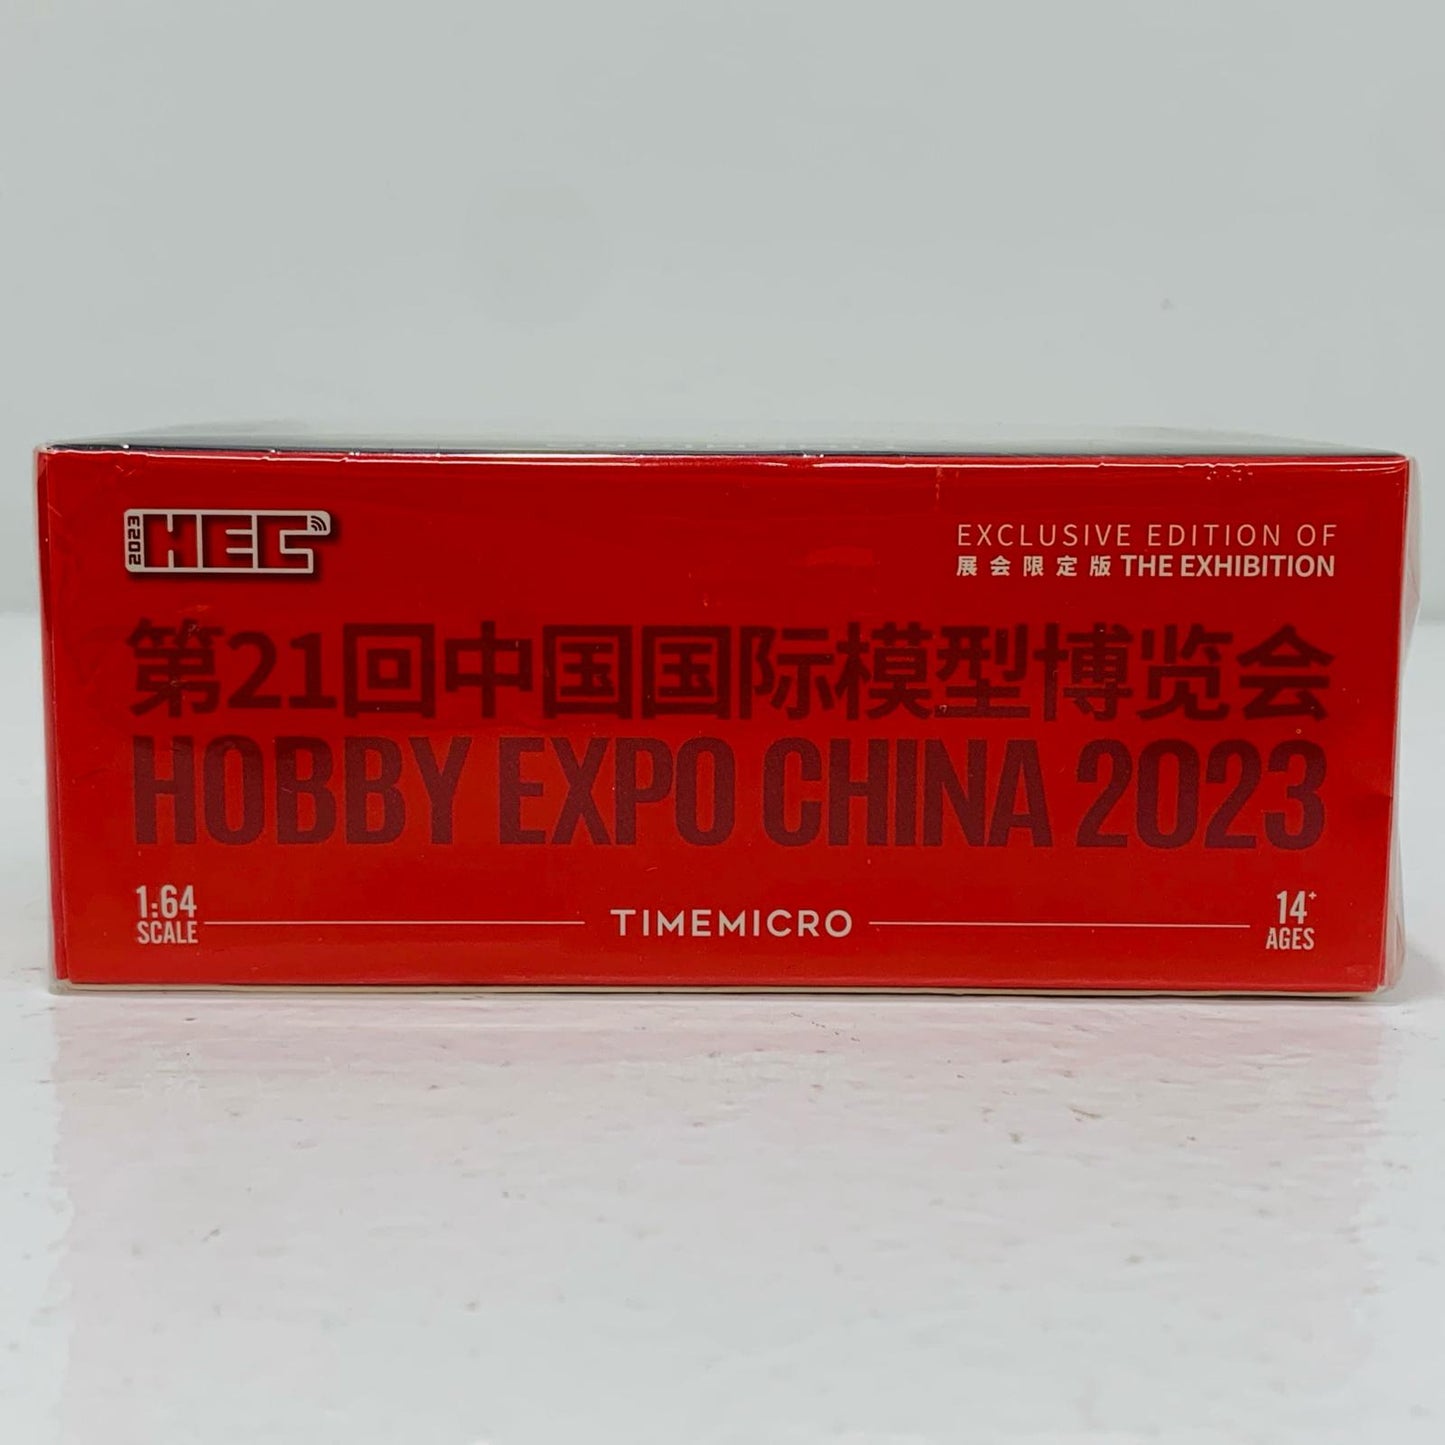 2023 HEC
EXCLUSIVE EDITION OF
展会限定版 THE EXHIBITION
第21回中国国际模型博览会
HOBBY EXPO CHINA 2023
1:64
SCALE
TIMEMICRO
14+
AGES